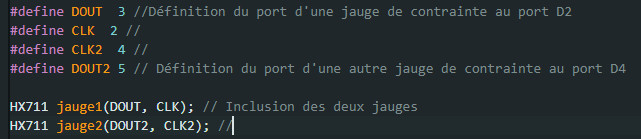 #define DOUT  3 //Définition du port d'une jauge de contrainte au port D2
#define CLK  2 //
#define CLK2  4 //
#define DOUT2 5 // Définition du port d'une autre jauge de contrainte au port D4
HX711 jauge1(DOUT, CLK); // Inclusion des deux jauges
HX711 jauge2(DOUT2, CLK2); //